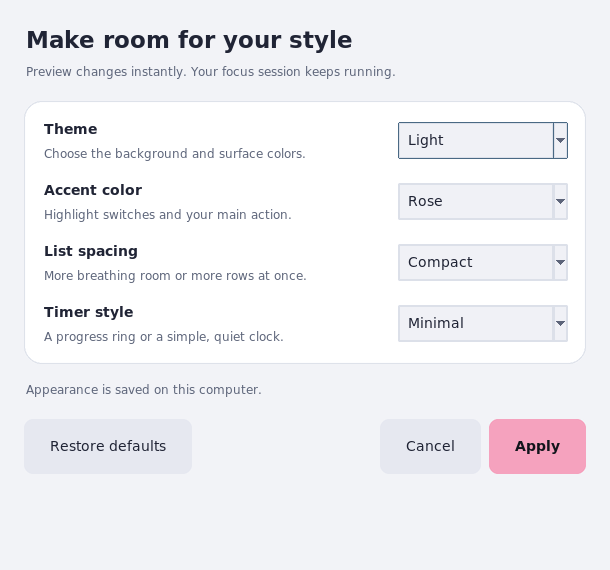 Make room for your style
Preview changes instantly. Your focus session keeps running.
Theme
Choose the background and surface colors.
Light
Accent color
Highlight switches and your main action.
Rose
List spacing
More breathing room or more rows at once.
Compact
Timer style
A progress ring or a simple, quiet clock.
Minimal
Appearance is saved on this computer.
Restore defaults
Cancel
Apply